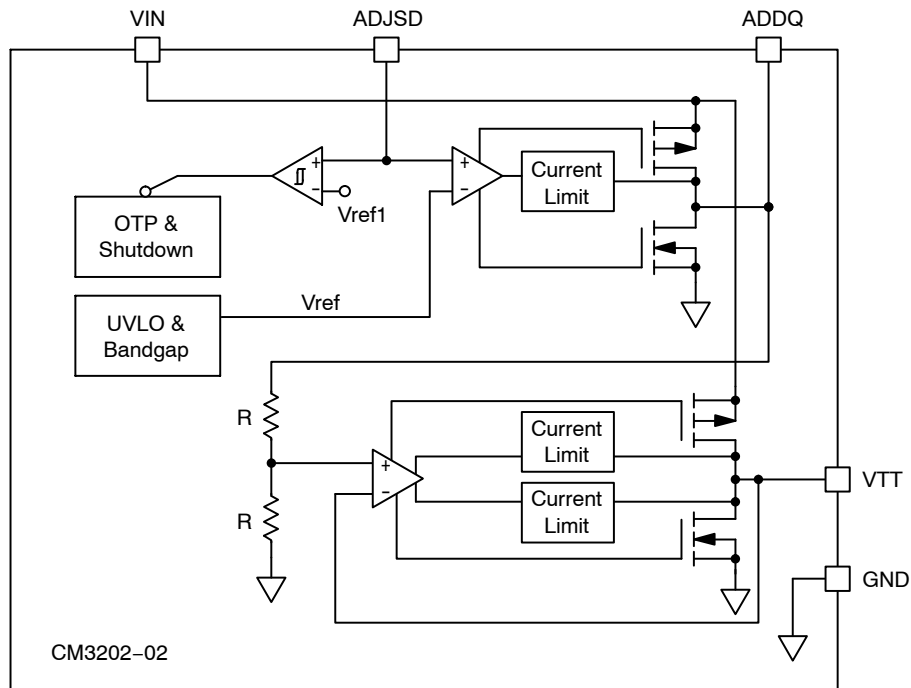 VIN
ADJSD
ADDQ
+
−
Vref1
+
−
Current
Limit
OTP &
Shutdown
Vref
UVLO &
Bandgap
R
Current
Limit
+
−
VTT
R
Current
Limit
GND
CM3202−02